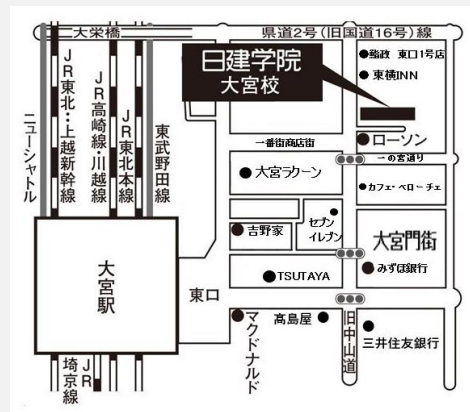 大栄橋
県道2号(旧国道16号)線
日建学院
大宮校
●鮨政 東口1号店
●東横INN
ローソン
一番街商店街
一の宮通り
大宮ラクーン
カフェ・ベローチェ
ニューシャトル
JR東北・上越新幹線
JR高崎線・川越線
JR東北本線
東武野田線
吉野家
セブン
イレブン
大宮門街
みずほ銀行
TSUTAYA
大宮駅
東口
マクドナルド
髙島屋
旧中山道
三井住友銀行
JR
埼京線